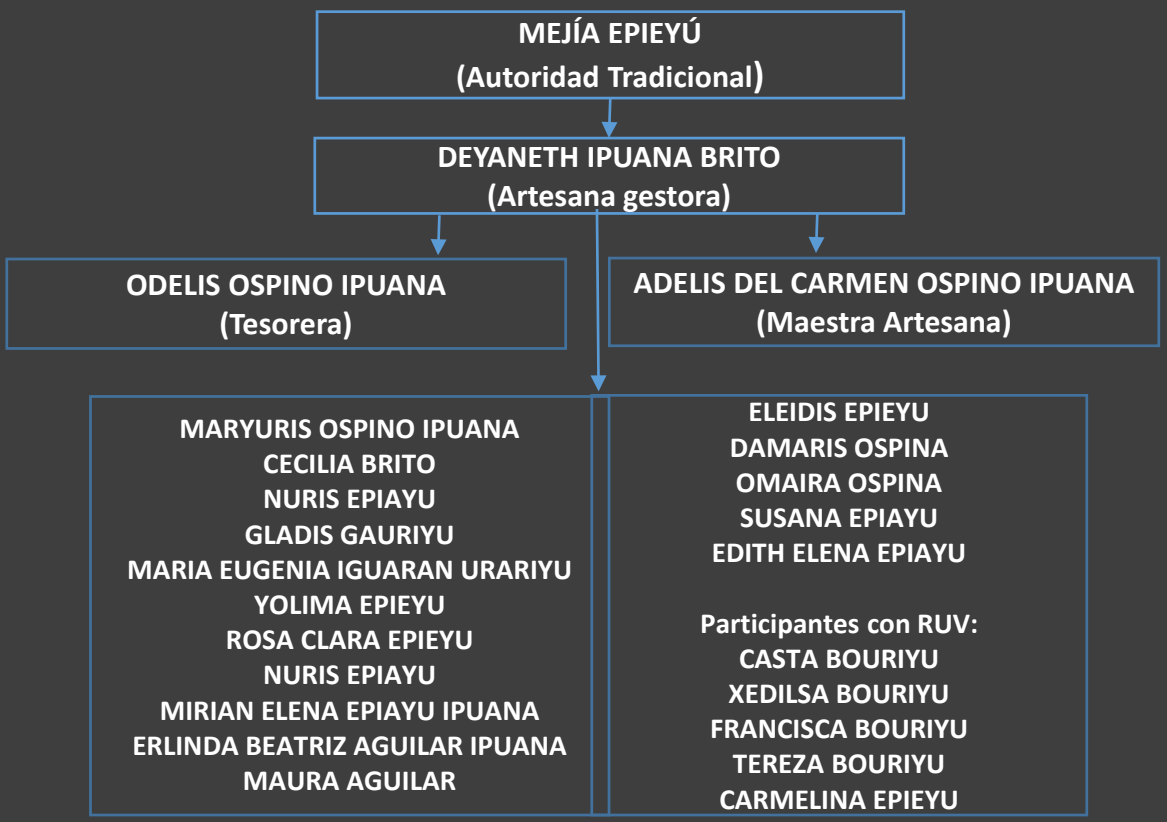 MEJÍA EPIEYÚ
(Autoridad Tradicional)
DEYANETH IPUANA BRITO
(Artesana gestora)
ODELIS OSPINO IPUANA
(Tesorera)
ADELIS DEL CARMEN OSPINO IPUANA
(Maestra Artesana)
MARYURIS OSPINO IPUANA
CECILIA BRITO
NURIS EPIAYU
GLADIS GAURIYU
MARIA EUGENIA IGUARAN URARIYU
YOLIMA EPIEYU
ROSA CLARA EPIEYU
NURIS EPIAYU
MIRIAN ELENA EPIAYU IPUANA
ERLINDA BEATRIZ AGUILAR IPUANA
MAURA AGUILAR
ELEIDIS EPIEYU
DAMARIS OSPINA
OMAIRA OSPINA
SUSANA EPIAYU
EDITH ELENA EPIAYU
Participantes con RUV:
CASTA BOURIYU
XEDILSA BOURIYU
FRANCISCA BOURIYU
TEREZA BOURIYU
CARMELINA EPIEYU